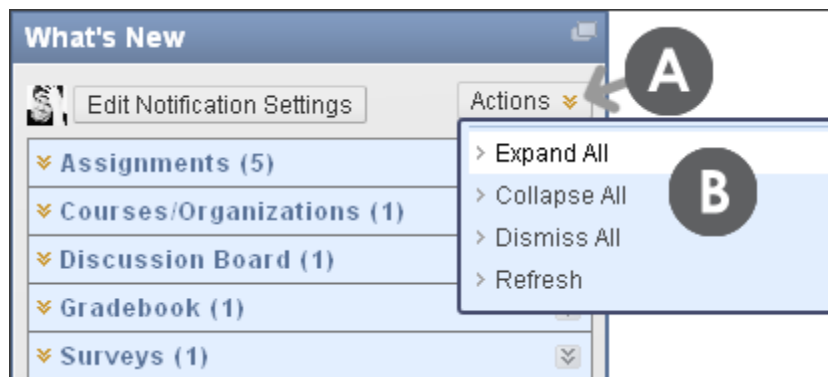 What's New
A
Edit Notification Settings
Actions
Assignments (5)
Expand All
B
Collapse All
Courses/Organizations (1)
Dismiss All
Discussion Board (1)
Refresh
Gradebook (1)
Surveys (1)